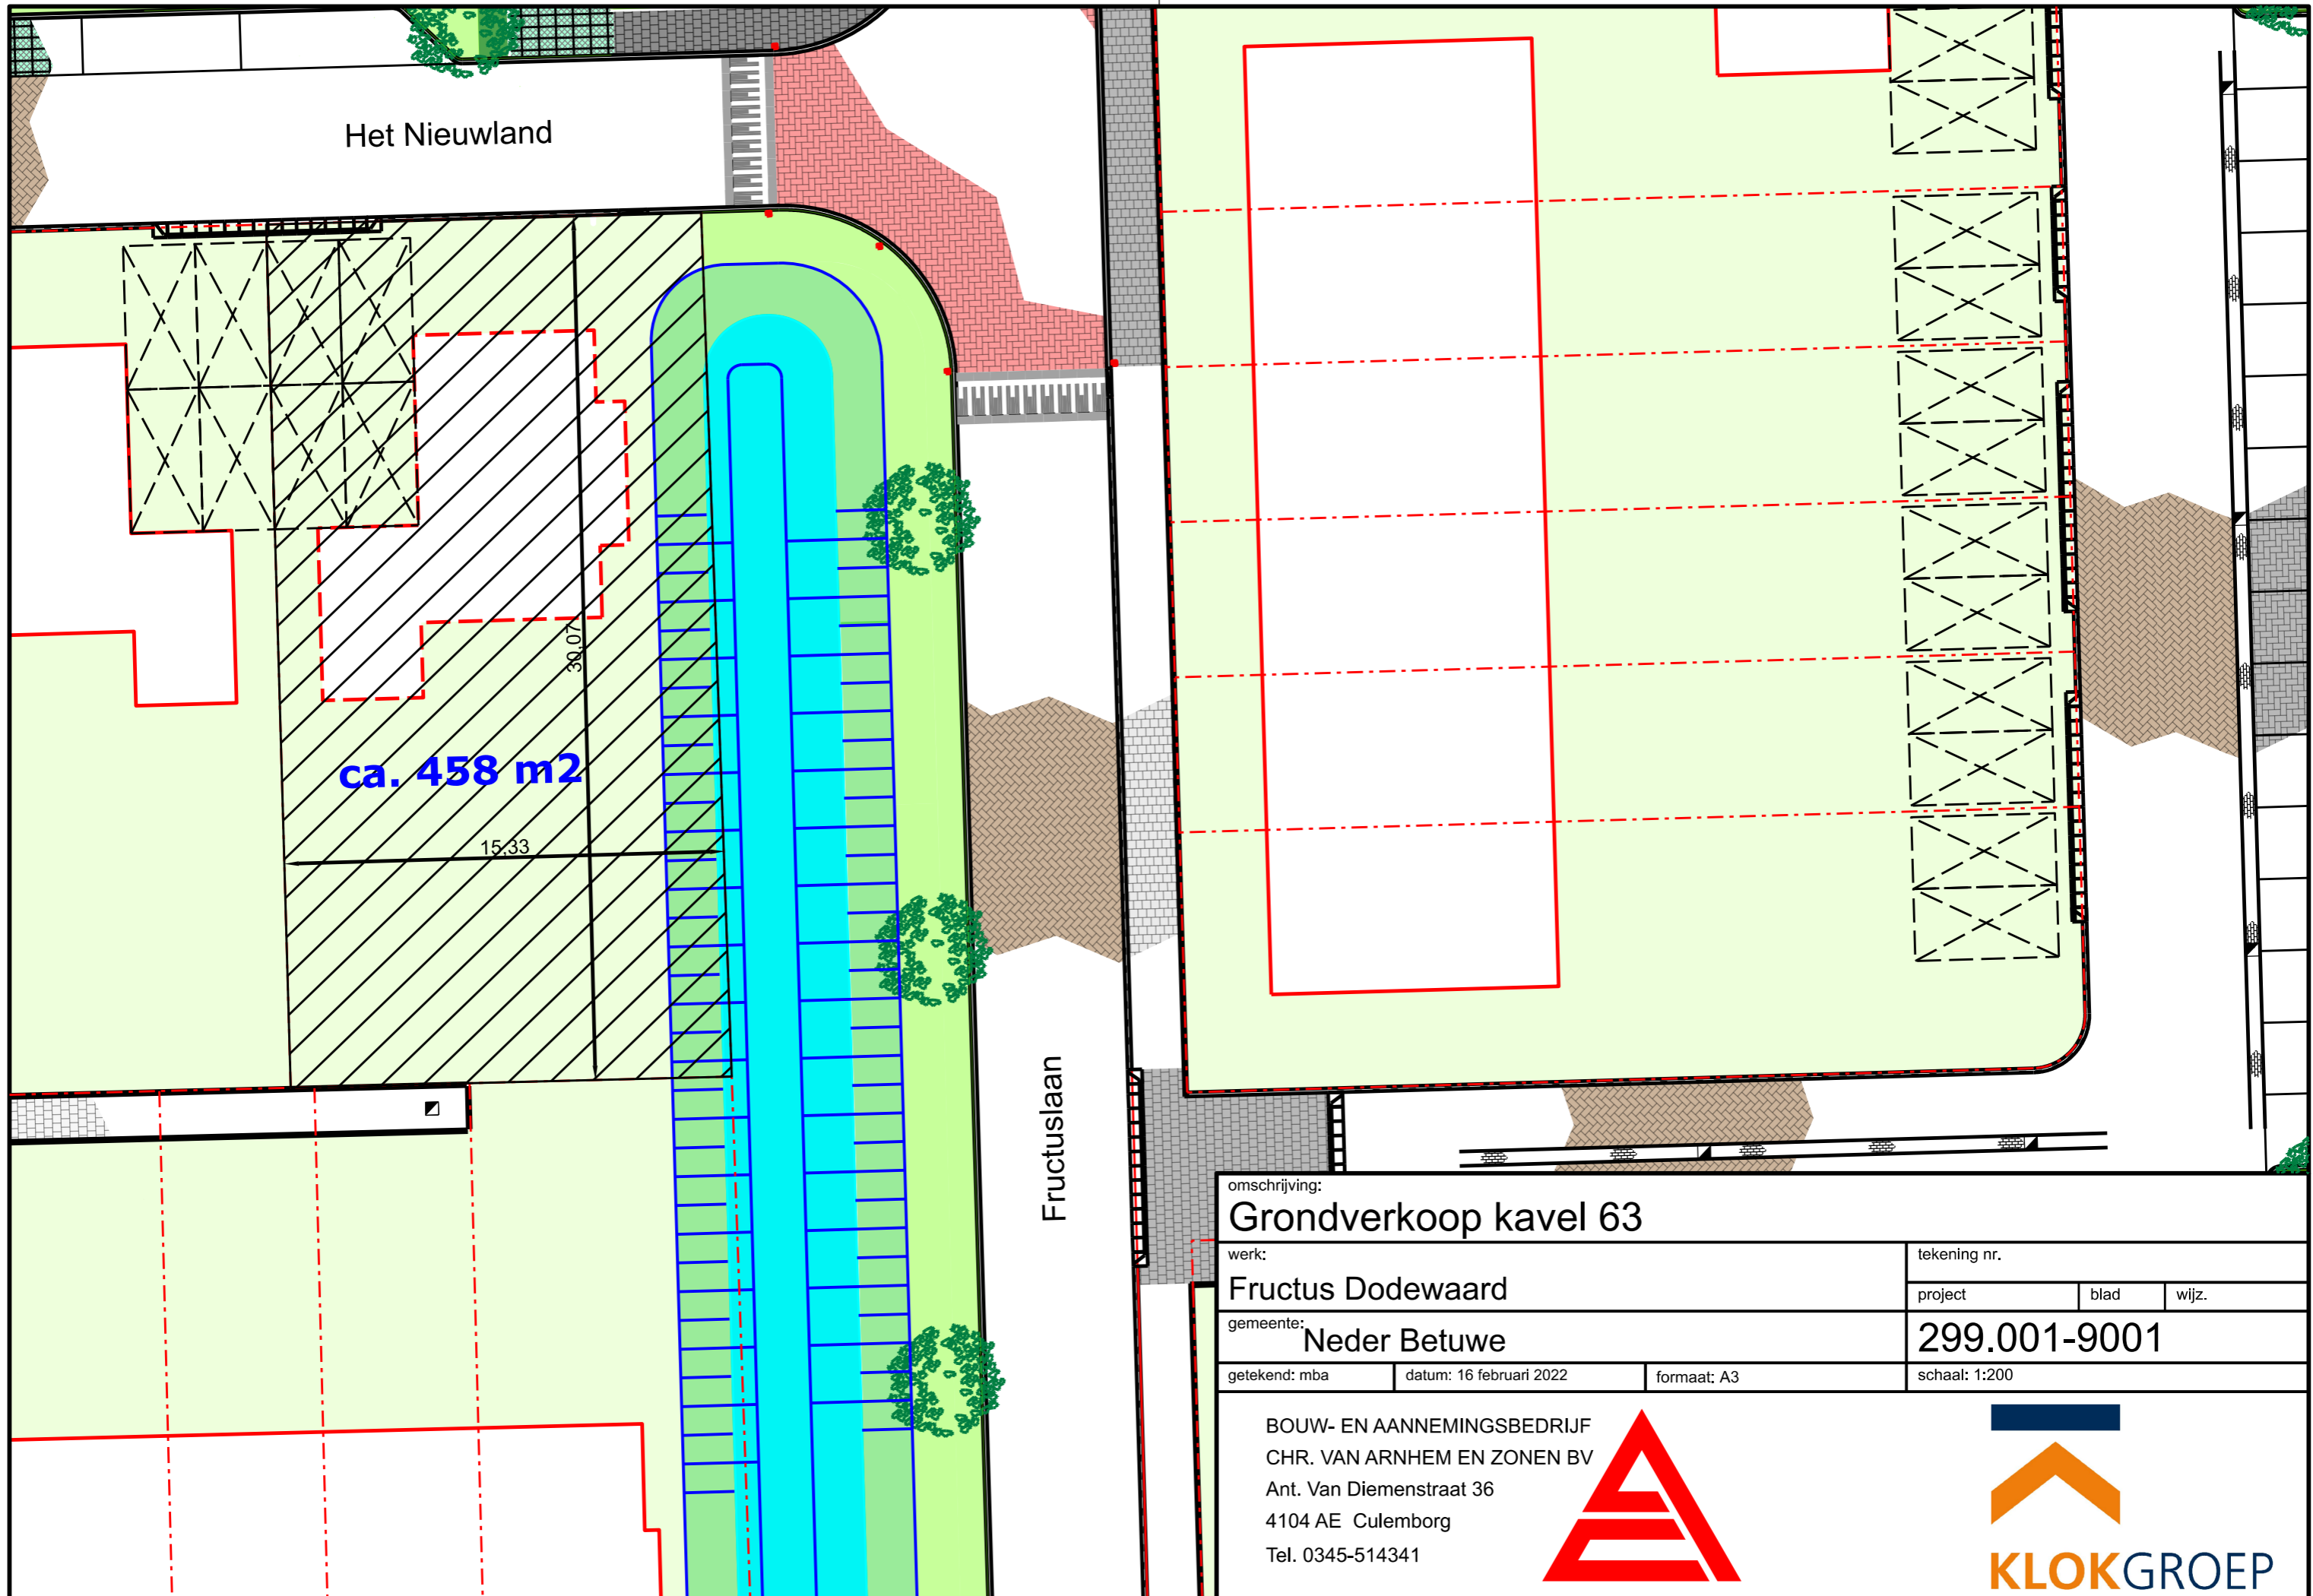 Het Nieuwland
30,07
ca. 458 m2
15,33
Fructuslaan
omschrijving:
Grondverkoop kavel 63
werk:
Fructus Dodewaard
tekening nr.
project
blad
wijz.
gemeente:
Neder Betuwe
299.001-9001
getekend: mba
datum: 16 februari 2022
formaat: A3
schaal: 1:200
BOUW- EN AANNEMINGSBEDRIJF
CHR. VAN ARNHEM EN ZONEN BV
Ant. Van Diemenstraat 36
4104 AE Culemborg
Tel. 0345-514341
KLOKGROEP